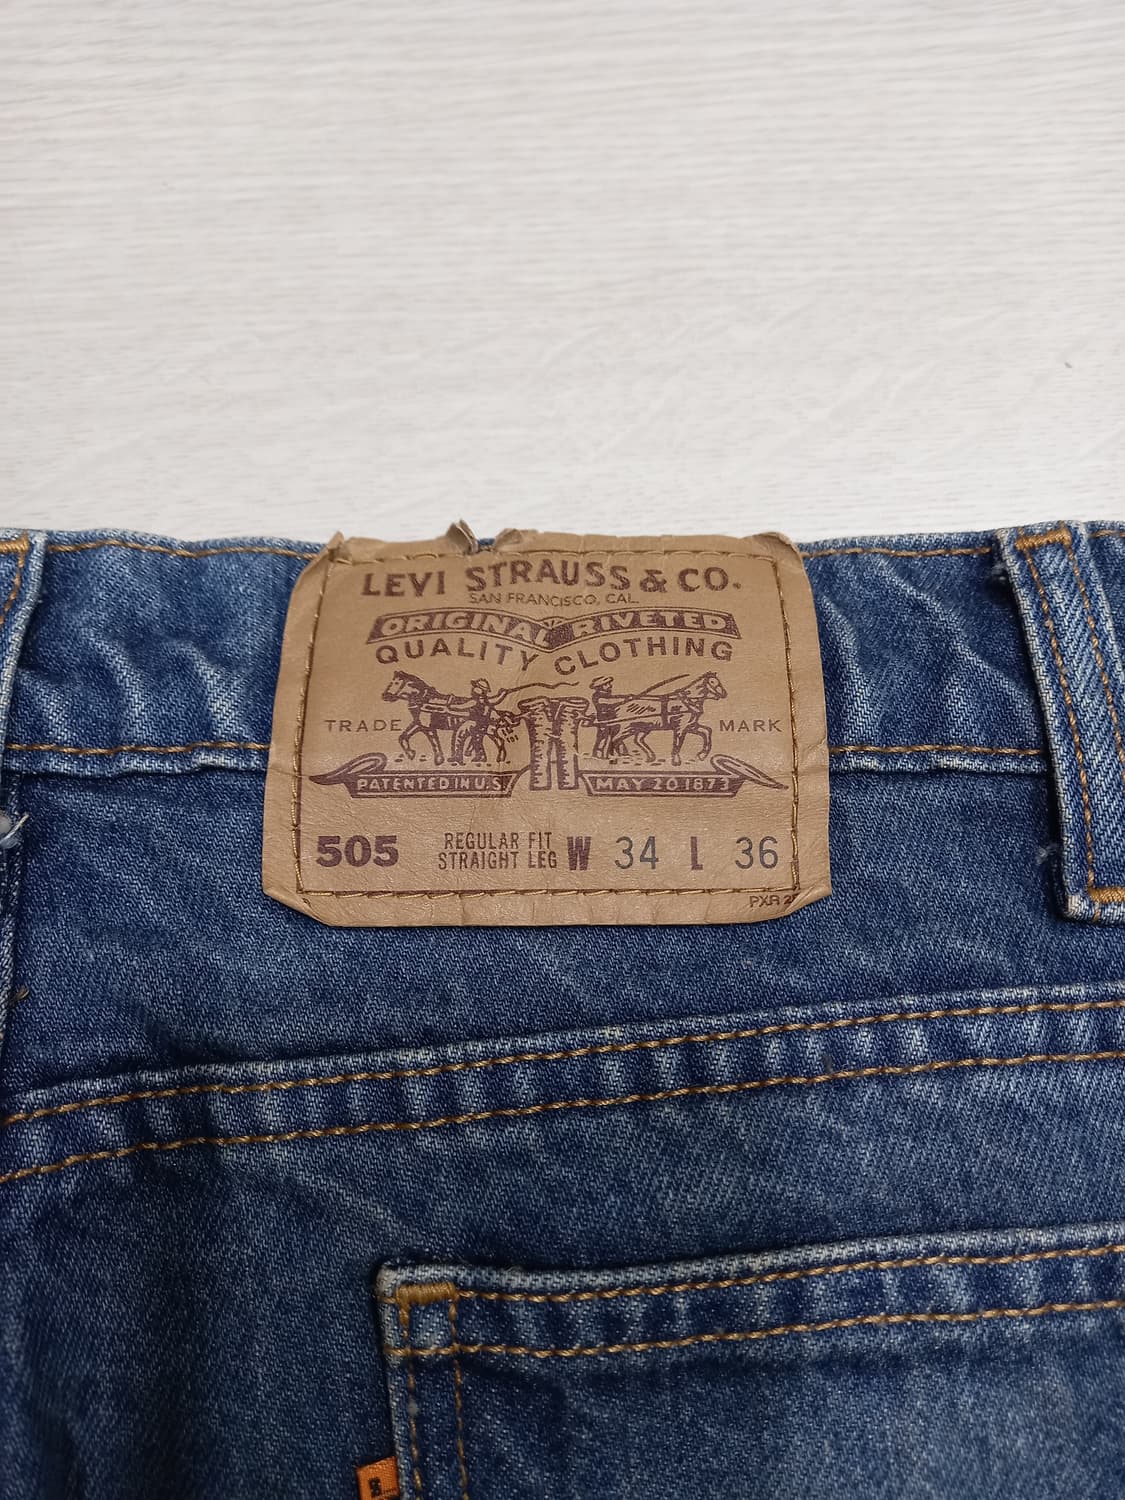 LEVI STRAUSS & CO.
SAN FRANCISCO, CAL.
ORIGINAL RIVETED
QUALITY CLOTHING
TRADE MARK
PATENTED IN U.S. MAY 20 1873
505 REGULAR FIT STRAIGHT LEG W 34 L 36
PXR